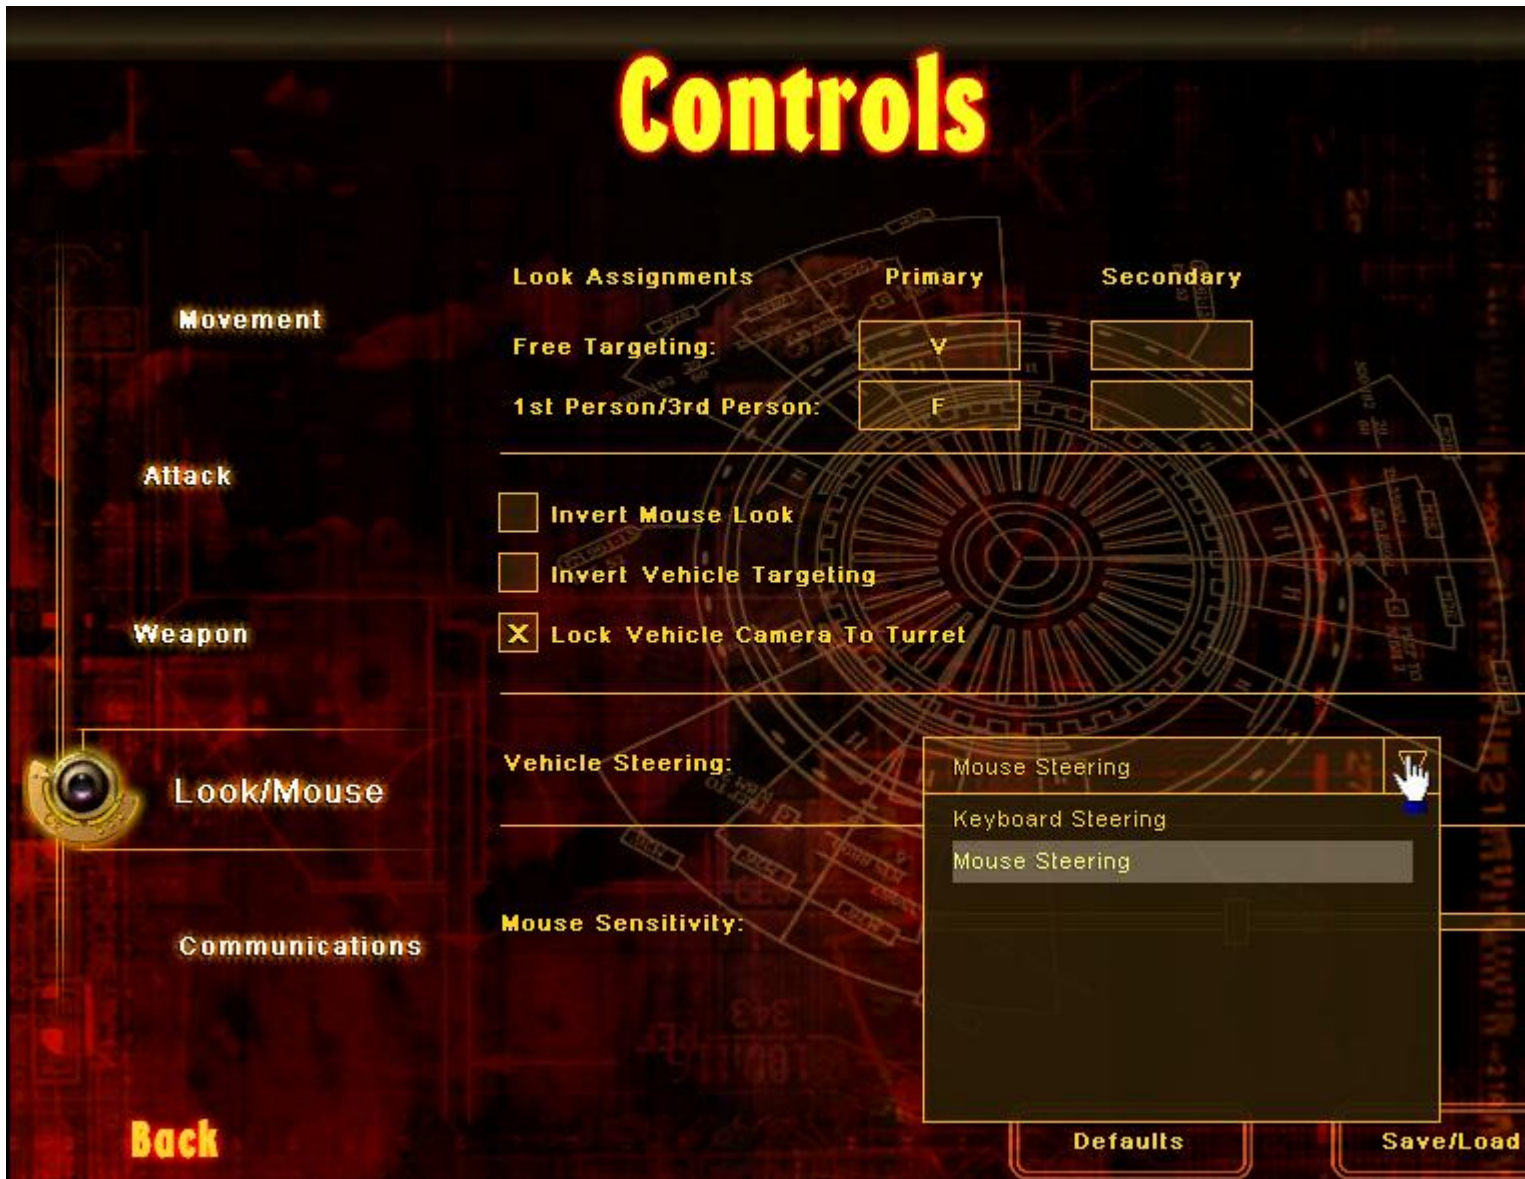 Controls
Look Assignments Primary Secondary
Movement
Free Targeting: V
1st Person/3rd Person: F
Attack
Invert Mouse Look
Invert Vehicle Targeting
Weapon
X Lock Vehicle Camera To Turret
Vehicle Steering: Mouse Steering
Look/Mouse
Keyboard Steering
Mouse Steering
Mouse Sensitivity:
Communications
Back
Defaults
Save/Load